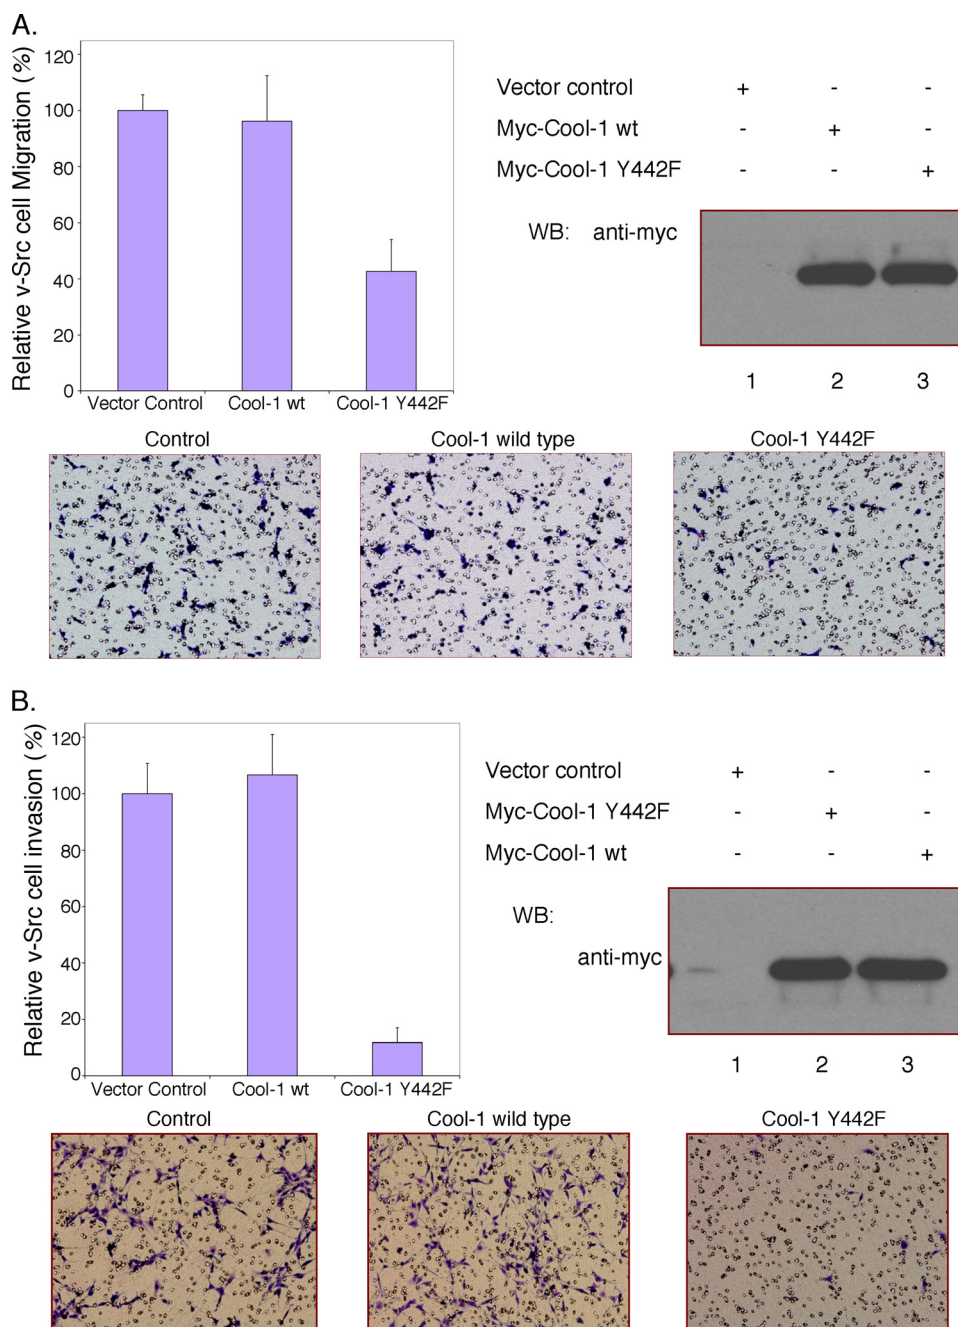 A.
Relative v-Src cell Migration (%)
120
100
80
60
40
20
0
Vector Control Cool-1 wt Cool-1 Y442F
Vector control + - -
Myc-Cool-1 wt - + -
Myc-Cool-1 Y442F - - +
WB: anti-myc
1 2 3
Control Cool-1 wild type Cool-1 Y442F
B.
Relative v-Src cell invasion (%)
120
100
80
60
40
20
0
Vector Control Cool-1 wt Cool-1 Y442F
Vector control + - -
Myc-Cool-1 Y442F - + -
Myc-Cool-1 wt - - +
WB:
anti-myc
1 2 3
Control Cool-1 wild type Cool-1 Y442F